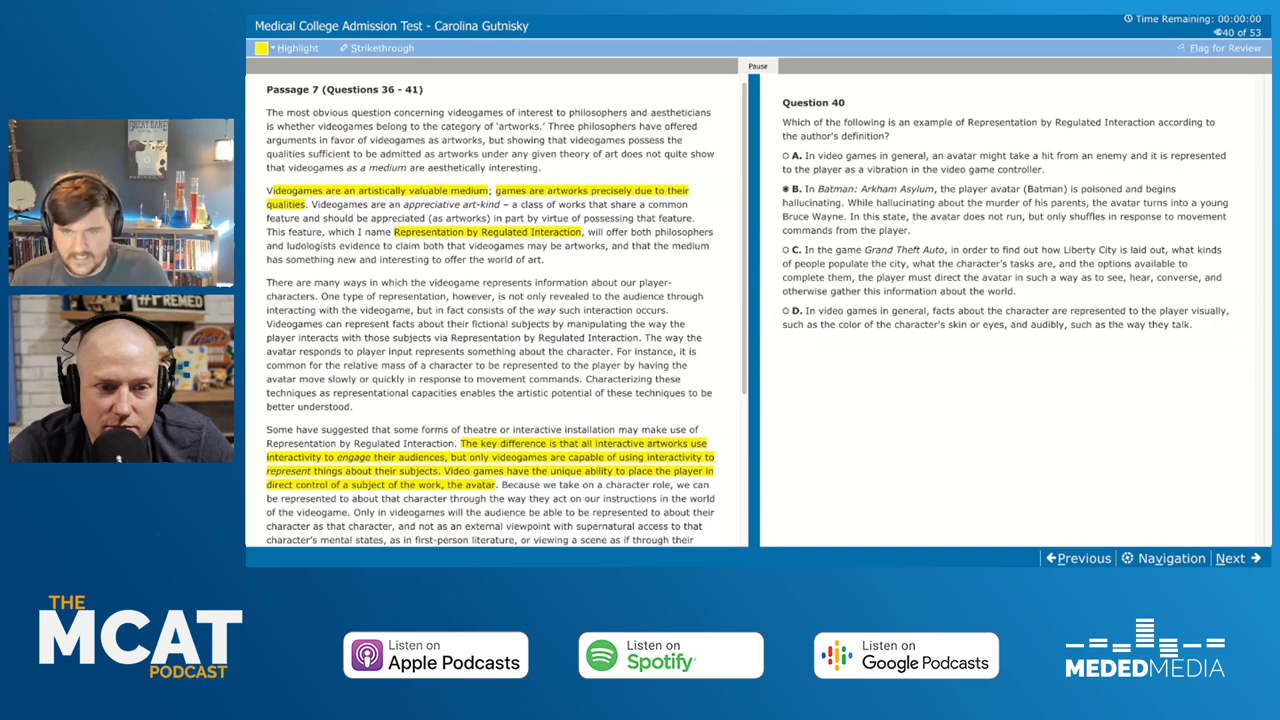 Medical College Admission Test - Carolina Gutnisky
Time Remaining: 00:00:00
40 of 53
Highlight
Strikethrough
Flag for Review
Pause
Passage 7 (Questions 36 - 41)
The most obvious question concerning videogames of interest to philosophers and aestheticians
is whether videogames belong to the category of 'artworks.' Three philosophers have offered
arguments in favor of videogames as artworks, but showing that videogames possess the
qualities sufficient to be admitted as artworks under any given theory of art does not quite show
that videogames as a medium are aesthetically interesting.
Videogames are an artistically valuable medium; games are artworks precisely due to their
qualities. Videogames are an appreciative art-kind – a class of works that share a common
feature and should be appreciated (as artworks) in part by virtue of possessing that feature.
This feature, which I name Representation by Regulated Interaction, will offer both philosophers
and ludologists evidence to claim both that videogames may be artworks, and that the medium
has something new and interesting to offer the world of art.
There are many ways in which the videogame represents information about our player-
characters. One type of representation, however, is not only revealed to the audience through
interacting with the videogame, but in fact consists of the way such interaction occurs.
Videogames can represent facts about their fictional subjects by manipulating the way the
player interacts with those subjects via Representation by Regulated Interaction. The way the
avatar responds to player input represents something about the character. For instance, it is
common for the relative mass of a character to be represented to the player by having the
avatar move slowly or quickly in response to movement commands. Characterizing these
techniques as representational capacities enables the artistic potential of these techniques to be
better understood.
Some have suggested that some forms of theatre or interactive installation may make use of
Representation by Regulated Interaction. The key difference is that all interactive artworks use
interactivity to engage their audiences, but only videogames are capable of using interactivity to
represent things about their subjects. Video games have the unique ability to place the player in
direct control of a subject of the work, the avatar. Because we take on a character role, we can
be represented to about that character through the way they act on our instructions in the world
of the videogame. Only in videogames will the audience be able to be represented to about their
character as that character, and not as an external viewpoint with supernatural access to that
character's mental states, as in first-person literature, or viewing a scene as if through their
Question 40
Which of the following is an example of Representation by Regulated Interaction according to
the author's definition?
A. In video games in general, an avatar might take a hit from an enemy and it is represented
to the player as a vibration in the video game controller.
B. In Batman: Arkham Asylum, the player avatar (Batman) is poisoned and begins
hallucinating. While hallucinating about the murder of his parents, the avatar turns into a young
Bruce Wayne. In this state, the avatar does not run, but only shuffles in response to movement
commands from the player.
C. In the game Grand Theft Auto, in order to find out how Liberty City is laid out, what kinds
of people populate the city, what the character's tasks are, and the options available to
complete them, the player must direct the avatar in such a way as to see, hear, converse, and
otherwise gather this information about the world.
D. In video games in general, facts about the character are represented to the player visually,
such as the color of the character's skin or eyes, and audibly, such as the way they talk.
Previous
Navigation
Next
THE
MCAT
PODCAST
Listen on
Apple Podcasts
Listen on
Spotify
Listen on
Google Podcasts
MEDEDMEDIA